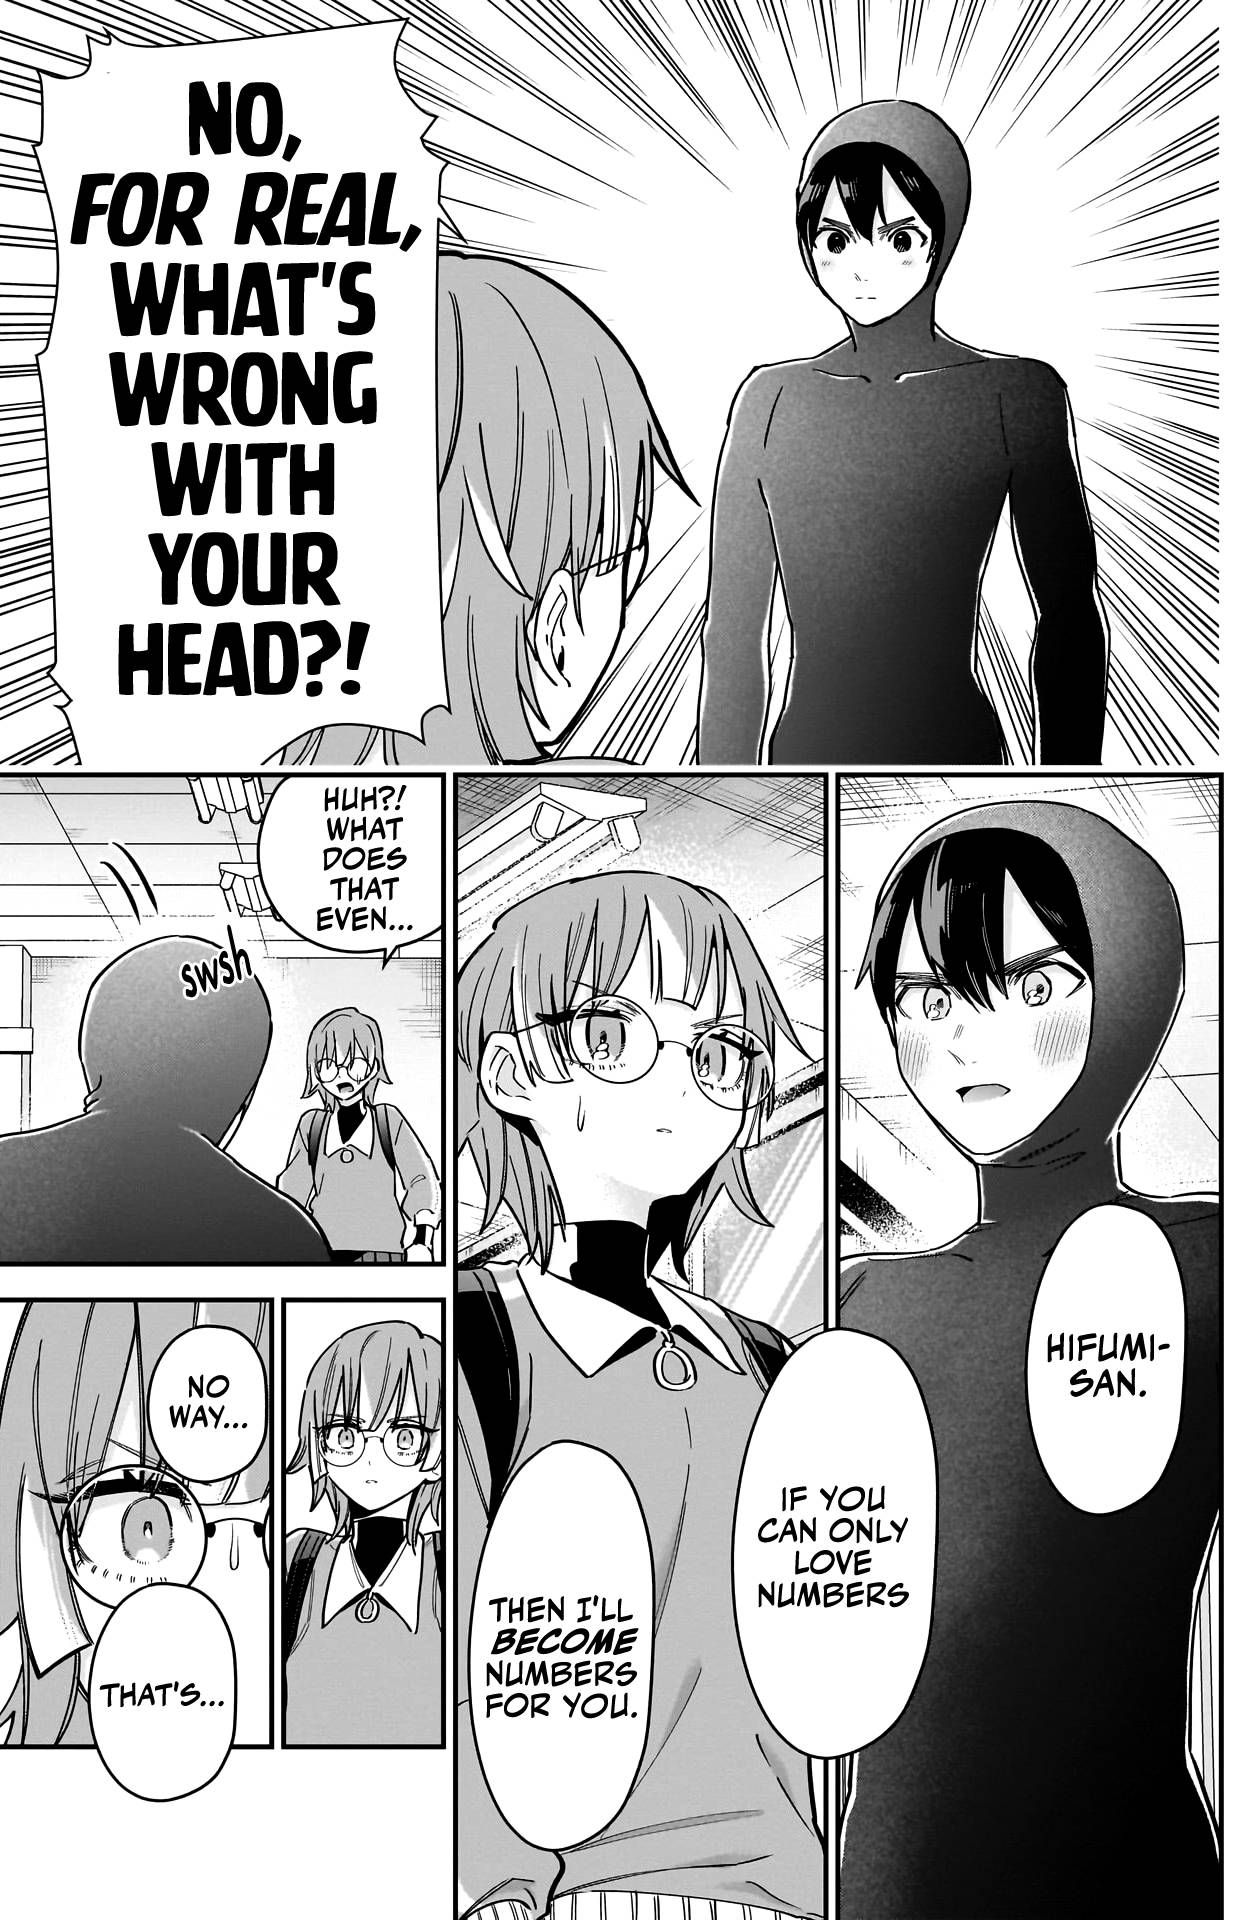 NO,
FOR REAL,
WHAT'S
WRONG
WITH
YOUR
HEAD?!
HIFUMI-
SAN.
IF YOU
CAN ONLY
LOVE
NUMBERS
THEN I'LL
BECOME
NUMBERS
FOR YOU.
HUH?!
WHAT
DOES
THAT
EVEN...
SWSH
NO
WAY...
THAT'S...